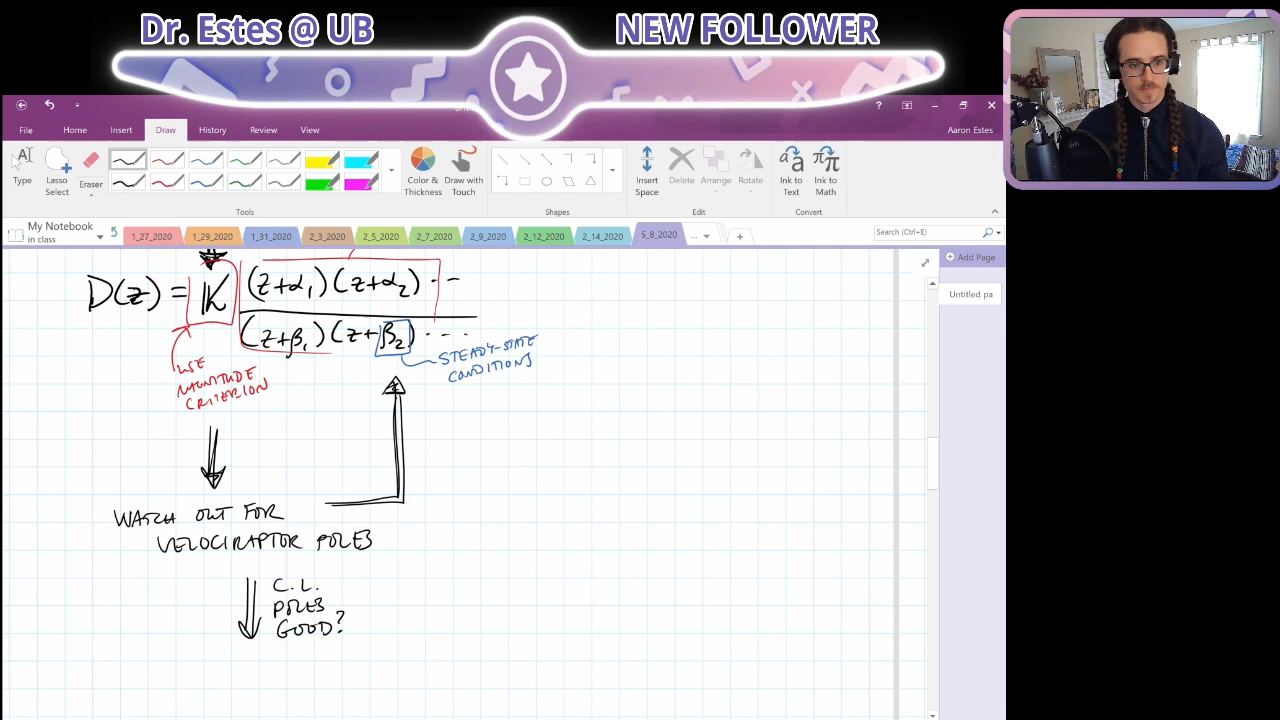 Dr. Estes @ UB
NEW FOLLOWER
?
Aaron Estes
File
Home
Insert
Draw
History
Review
View
Type
Lasso
Select
Eraser
Color &
Thickness
Draw with
Touch
Insert
Space
Delete
Arrange
Rotate
Ink to
Text
Ink to
Math
Tools
Shapes
Edit
Convert
My Notebook
in class
1_27_2020
1_29_2020
1_31_2020
2_3_2020
2_5_2020
2_7_2020
2_9_2020
2_12_2020
2_14_2020
5_8_2020
...
Search (Ctrl+E)
Add Page
Untitled pa
D(z) = K (z+α₁)(z+α₂)···
(z+β₁)(z+β₂)···
STEADY-STATE
CONDITIONS
USE
MAGNITUDE
CRITERION
WATCH OUT FOR
VELOCIRAPTOR POLES
C.L.
POLES
GOOD?